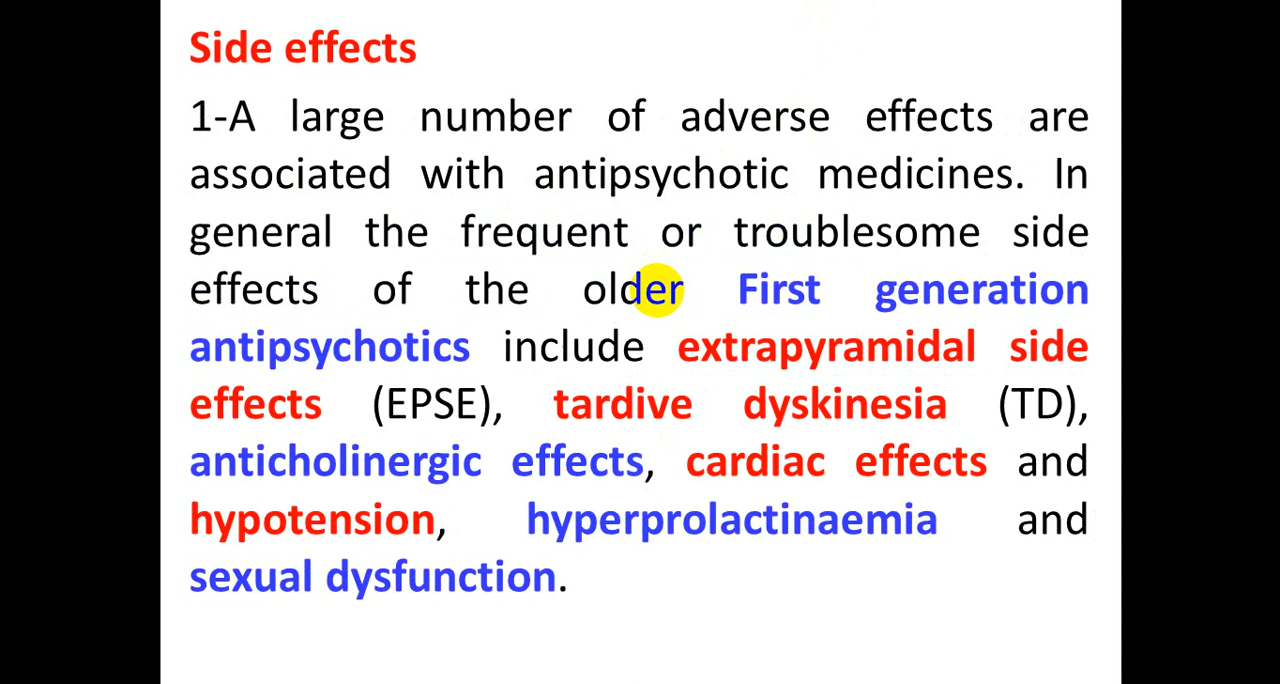 Side effects
1-A large number of adverse effects are
associated with antipsychotic medicines. In
general the frequent or troublesome side
effects of the older First generation
antipsychotics include extrapyramidal side
effects (EPSE), tardive dyskinesia (TD),
anticholinergic effects, cardiac effects and
hypotension, hyperprolactinaemia and
sexual dysfunction.